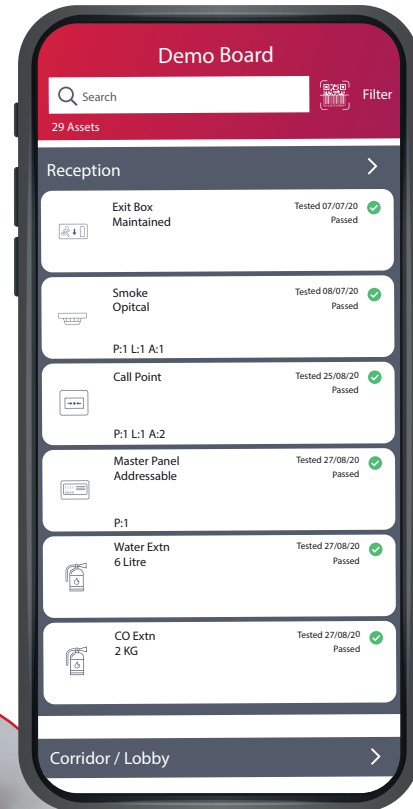 Demo Board
Search
Filter
29 Assets
Reception
Exit Box
Maintained
Tested 07/07/20
Passed
Smoke
Opitcal
Tested 08/07/20
Passed
P:1 L:1 A:1
Call Point
Tested 25/08/20
Passed
P:1 L:1 A:2
Master Panel
Addressable
Tested 27/08/20
Passed
P:1
Water Extn
6 Litre
Tested 27/08/20
Passed
CO Extn
2 KG
Tested 27/08/20
Passed
Corridor / Lobby